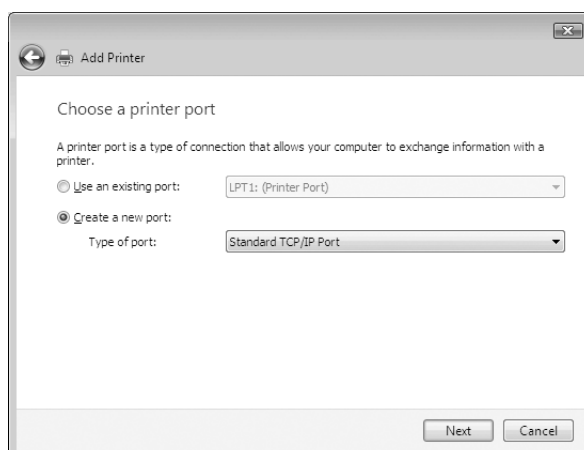 Add Printer
Choose a printer port
A printer port is a type of connection that allows your computer to exchange information with a
printer.
Use an existing port: LPT1: (Printer Port)
Create a new port:
Type of port: Standard TCP/IP Port
Next Cancel